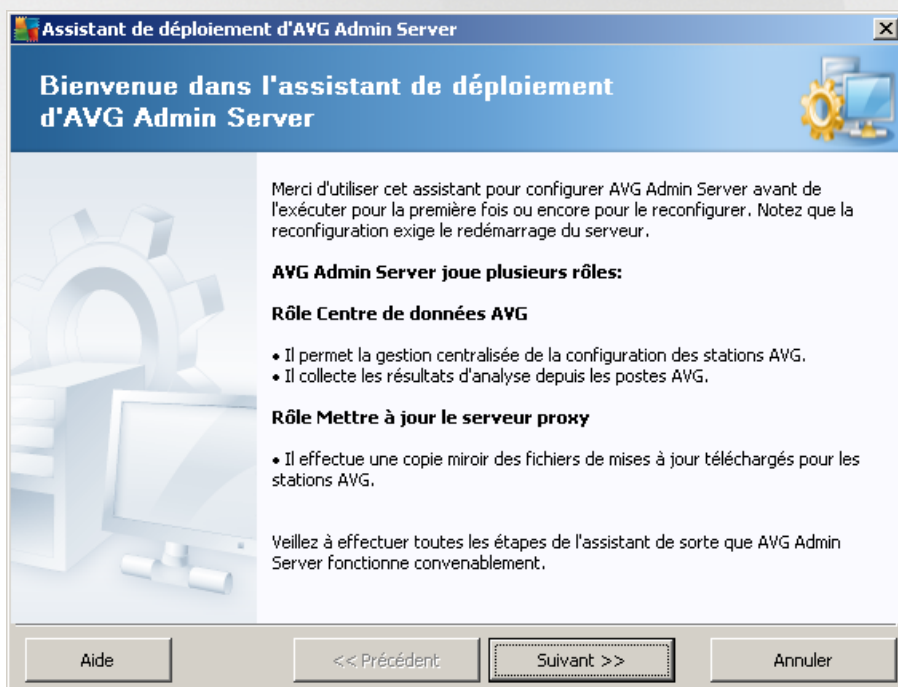 Assistant de déploiement d'AVG Admin Server
Bienvenue dans l'assistant de déploiement
d'AVG Admin Server
Merci d'utiliser cet assistant pour configurer AVG Admin Server avant de
l'exécuter pour la première fois ou encore pour le reconfigurer. Notez que la
reconfiguration exige le redémarrage du serveur.
AVG Admin Server joue plusieurs rôles:
Rôle Centre de données AVG
• Il permet la gestion centralisée de la configuration des stations AVG.
• Il collecte les résultats d'analyse depuis les postes AVG.
Rôle Mettre à jour le serveur proxy
• Il effectue une copie miroir des fichiers de mises à jour téléchargés pour les
stations AVG.
Veillez à effectuer toutes les étapes de l'assistant de sorte que AVG Admin
Server fonctionne convenablement.
Aide
<< Précédent
Suivant >>
Annuler